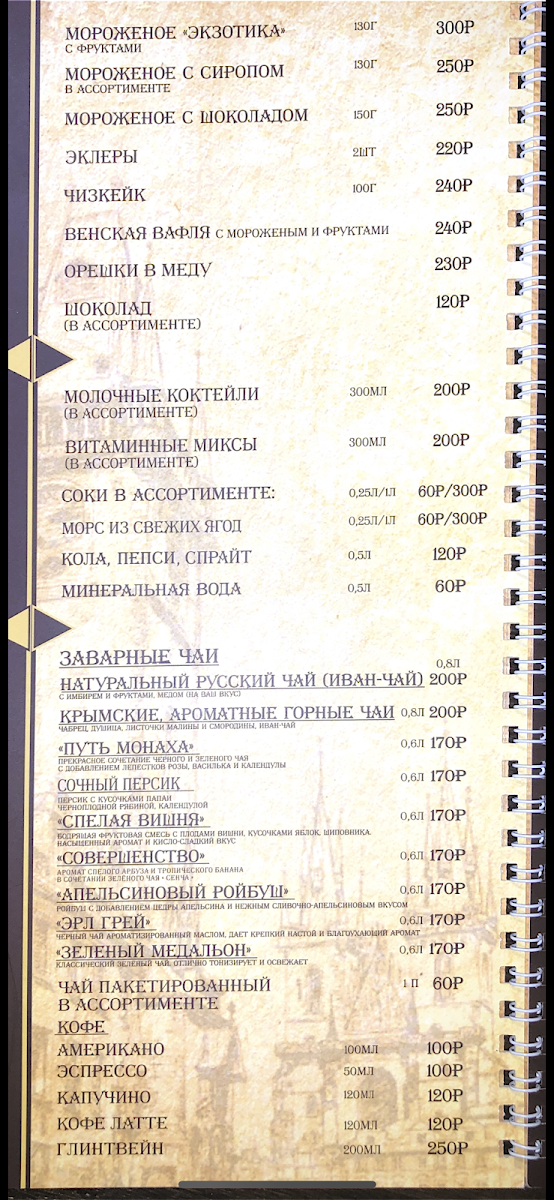 МОРОЖЕНОЕ «ЭКЗОТИКА» 130Г 300Р
С ФРУКТАМИ
МОРОЖЕНОЕ С СИРОПОМ 130Г 250Р
В АССОРТИМЕНТЕ
МОРОЖЕНОЕ С ШОКОЛАДОМ 150Г 250Р
ЭКЛЕРЫ 2ШТ 220Р
ЧИЗКЕЙК 100Г 240Р
ВЕНСКАЯ ВАФЛЯ С МОРОЖЕНЫМ И ФРУКТАМИ 240Р
ОРЕШКИ В МЕДУ 230Р
ШОКОЛАД 120Р
(В АССОРТИМЕНТЕ)
МОЛОЧНЫЕ КОКТЕЙЛИ 300МЛ 200Р
(В АССОРТИМЕНТЕ)
ВИТАМИННЫЕ МИКСЫ 300МЛ 200Р
(В АССОРТИМЕНТЕ)
СОКИ В АССОРТИМЕНТЕ: 0,25Л/1Л 60Р/300Р
МОРС ИЗ СВЕЖИХ ЯГОД 0,25Л/1Л 60Р/300Р
КОЛА, ПЕПСИ, СПРАЙТ 0,5Л 120Р
МИНЕРАЛЬНАЯ ВОДА 0,5Л 60Р
ЗАВАРНЫЕ ЧАИ 0,8Л
НАТУРАЛЬНЫЙ РУССКИЙ ЧАЙ (ИВАН-ЧАЙ) 200Р
С ИМБИРЕМ И ФРУКТАМИ, МЕДОМ (НА ВАШ ВКУС)
КРЫМСКИЕ, АРОМАТНЫЕ ГОРНЫЕ ЧАИ 0,8Л 200Р
ЧАБРЕЦ, ДУШИЦА, ЛИСТОЧКИ МАЛИНЫ И СМОРОДИНЫ, ИВАН-ЧАЙ
«ПУТЬ МОНАХА» 0,6Л 170Р
ПРЕКРАСНОЕ СОЧЕТАНИЕ ЧЕРНОГО И ЗЕЛЕНОГО ЧАЯ
С ДОБАВЛЕНИЕМ ЛЕПЕСТКОВ РОЗЫ, ВАСИЛЬКА И КАЛЕНДУЛЫ
СОЧНЫЙ ПЕРСИК 0,6Л 170Р
ПЕРСИК С КУСОЧКАМИ ПАПАИ
ЧЕРНОПЛОДНОЙ РЯБИНОЙ, КАЛЕНДУЛОЙ
«СПЕЛАЯ ВИШНЯ» 0,6Л 170Р
БОДРЯЩАЯ ФРУКТОВАЯ СМЕСЬ С ПЛОДАМИ ВИШНИ, КУСОЧКАМИ ЯБЛОК, ШИПОВНИКА.
НАСЫЩЕННЫЙ АРОМАТ И КИСЛО-СЛАДКИЙ ВКУС
«СОВЕРШЕНСТВО» 0,6Л 170Р
АРОМАТ СПЕЛОГО АРБУЗА И ТРОПИЧЕСКОГО БАНАНА
В СОЧЕТАНИИ ЗЕЛЁНОГО ЧАЯ «СЕНЧА»
«АПЕЛЬСИНОВЫЙ РОЙБУШ» 0,6Л 170Р
РОЙБУШ С ДОБАВЛЕНИЕМ ЦЕДРЫ АПЕЛЬСИНА И НЕЖНЫМ СЛИВОЧНО-АПЕЛЬСИНОВЫМ ВКУСОМ
«ЭРЛ ГРЕЙ» 0,6Л 170Р
ЧЕРНЫЙ ЧАЙ АРОМАТИЗИРОВАННЫЙ МАСЛОМ, ДАЕТ КРЕПКИЙ НАСТОЙ И БЛАГОУХАЮЩИЙ АРОМАТ
«ЗЕЛЕНЫЙ МЕДАЛЬОН» 0,6Л 170Р
КЛАССИЧЕСКИЙ ЗЕЛЕНЫЙ ЧАЙ, ОТЛИЧНО ТОНИЗИРУЕТ И ОСВЕЖАЕТ
ЧАЙ ПАКЕТИРОВАННЫЙ 1 П 60Р
В АССОРТИМЕНТЕ
КОФЕ
АМЕРИКАНО 100МЛ 100Р
ЭСПРЕССО 50МЛ 100Р
КАПУЧИНО 120МЛ 120Р
КОФЕ ЛАТТЕ 120МЛ 120Р
ГЛИНТВЕЙН 200МЛ 250Р